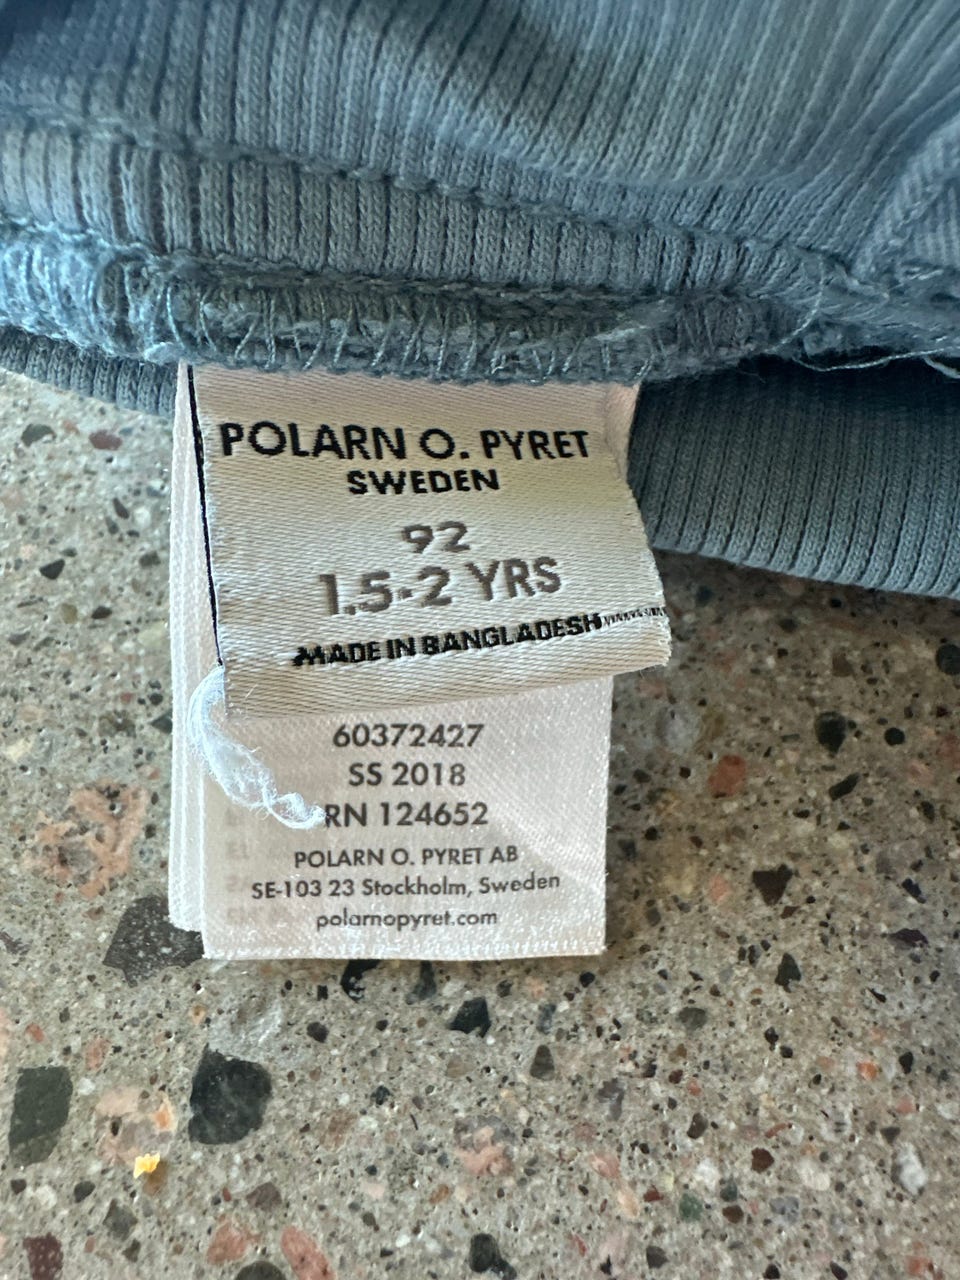 POLARN O. PYRET
SWEDEN
92
1.5-2 YRS
MADE IN BANGLADESH
60372427
SS 2018
RN 124652
POLARN O. PYRET AB
SE-103 23 Stockholm, Sweden
polarnopyret.com